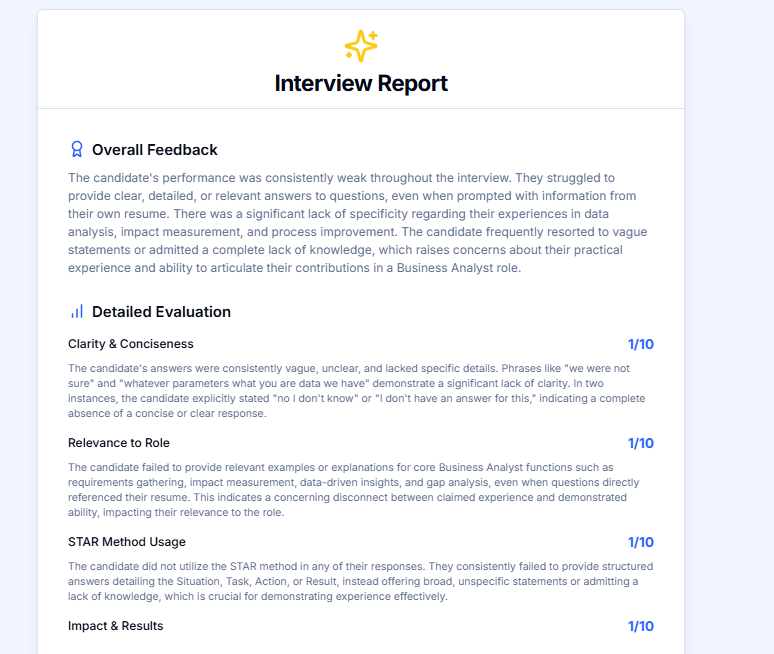 Interview Report
Overall Feedback
The candidate's performance was consistently weak throughout the interview. They struggled to
provide clear, detailed, or relevant answers to questions, even when prompted with information from
their own resume. There was a significant lack of specificity regarding their experiences in data
analysis, impact measurement, and process improvement. The candidate frequently resorted to vague
statements or admitted a complete lack of knowledge, which raises concerns about their practical
experience and ability to articulate their contributions in a Business Analyst role.
Detailed Evaluation
Clarity & Conciseness 1/10
The candidate's answers were consistently vague, unclear, and lacked specific details. Phrases like "we were not
sure" and "whatever parameters what you are data we have" demonstrate a significant lack of clarity. In two
instances, the candidate explicitly stated "no I don't know" or "I don't have an answer for this," indicating a complete
absence of a concise or clear response.
Relevance to Role 1/10
The candidate failed to provide relevant examples or explanations for core Business Analyst functions such as
requirements gathering, impact measurement, data-driven insights, and gap analysis, even when questions directly
referenced their resume. This indicates a concerning disconnect between claimed experience and demonstrated
ability, impacting their relevance to the role.
STAR Method Usage 1/10
The candidate did not utilize the STAR method in any of their responses. They consistently failed to provide structured
answers detailing the Situation, Task, Action, or Result, instead offering broad, unspecific statements or admitting a
lack of knowledge, which is crucial for demonstrating experience effectively.
Impact & Results 1/10